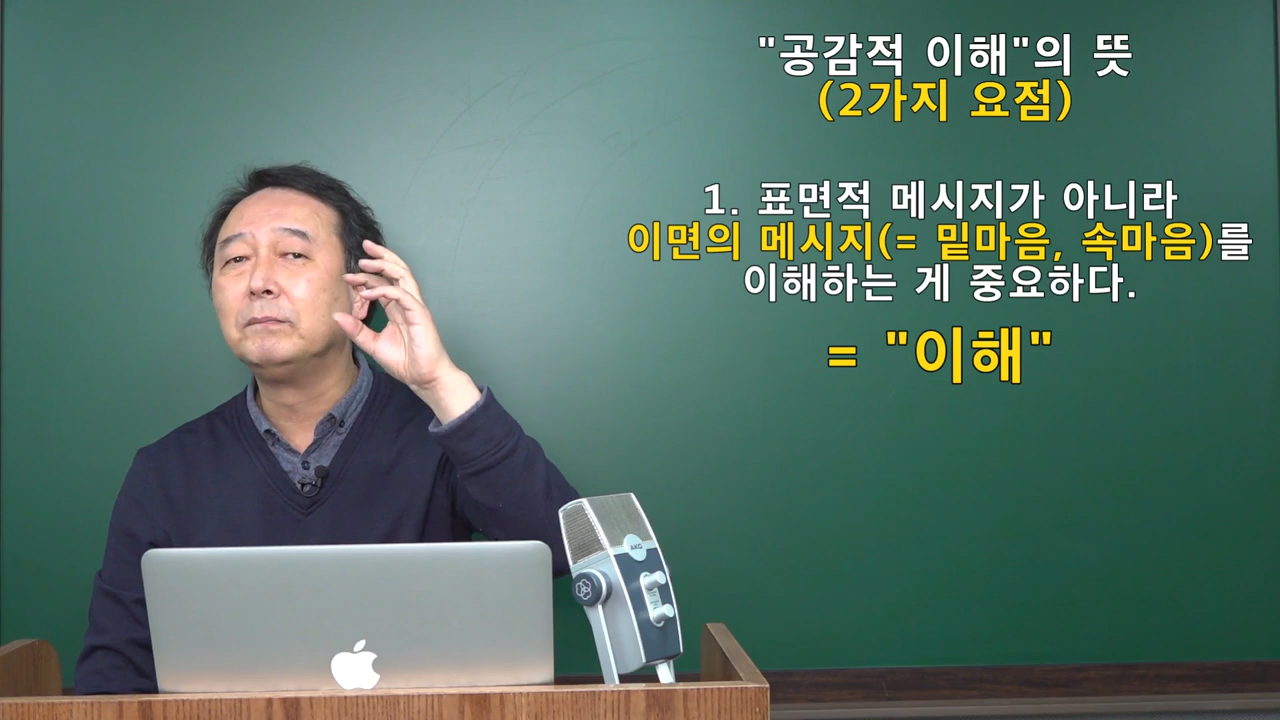 "공감적 이해"의 뜻
(2가지 요점)
1. 표면적 메시지가 아니라
이면의 메시지(= 밑마음, 속마음)를
이해하는 게 중요하다.
= "이해"
AKG